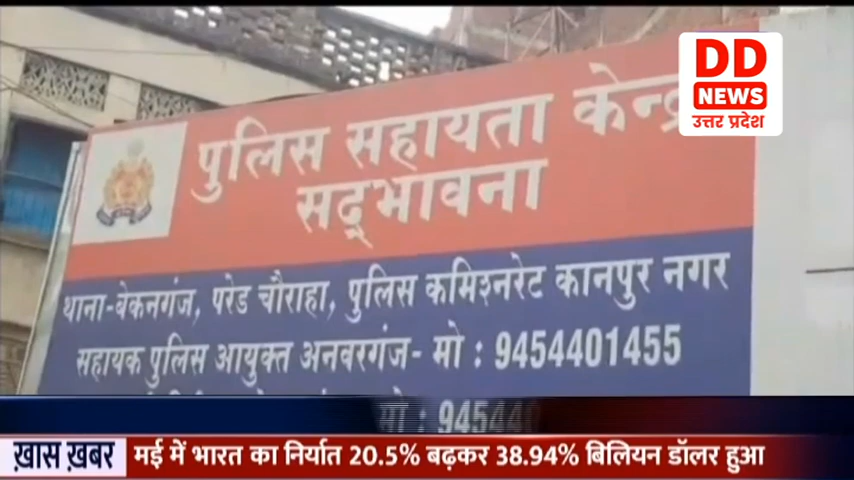 DD
NEWS
उत्तर प्रदेश
पुलिस सहायता केन्द्र
सद्भावना
थाना-बेकनगंज, परेड चौराहा, पुलिस कमिश्नरेट कानपुर नगर
सहायक पुलिस आयुक्त अनवरगंज- मो : 9454401455
मो : 94544
ख़ास ख़बर
मई में भारत का निर्यात 20.5% बढ़कर 38.94% बिलियन डॉलर हुआ